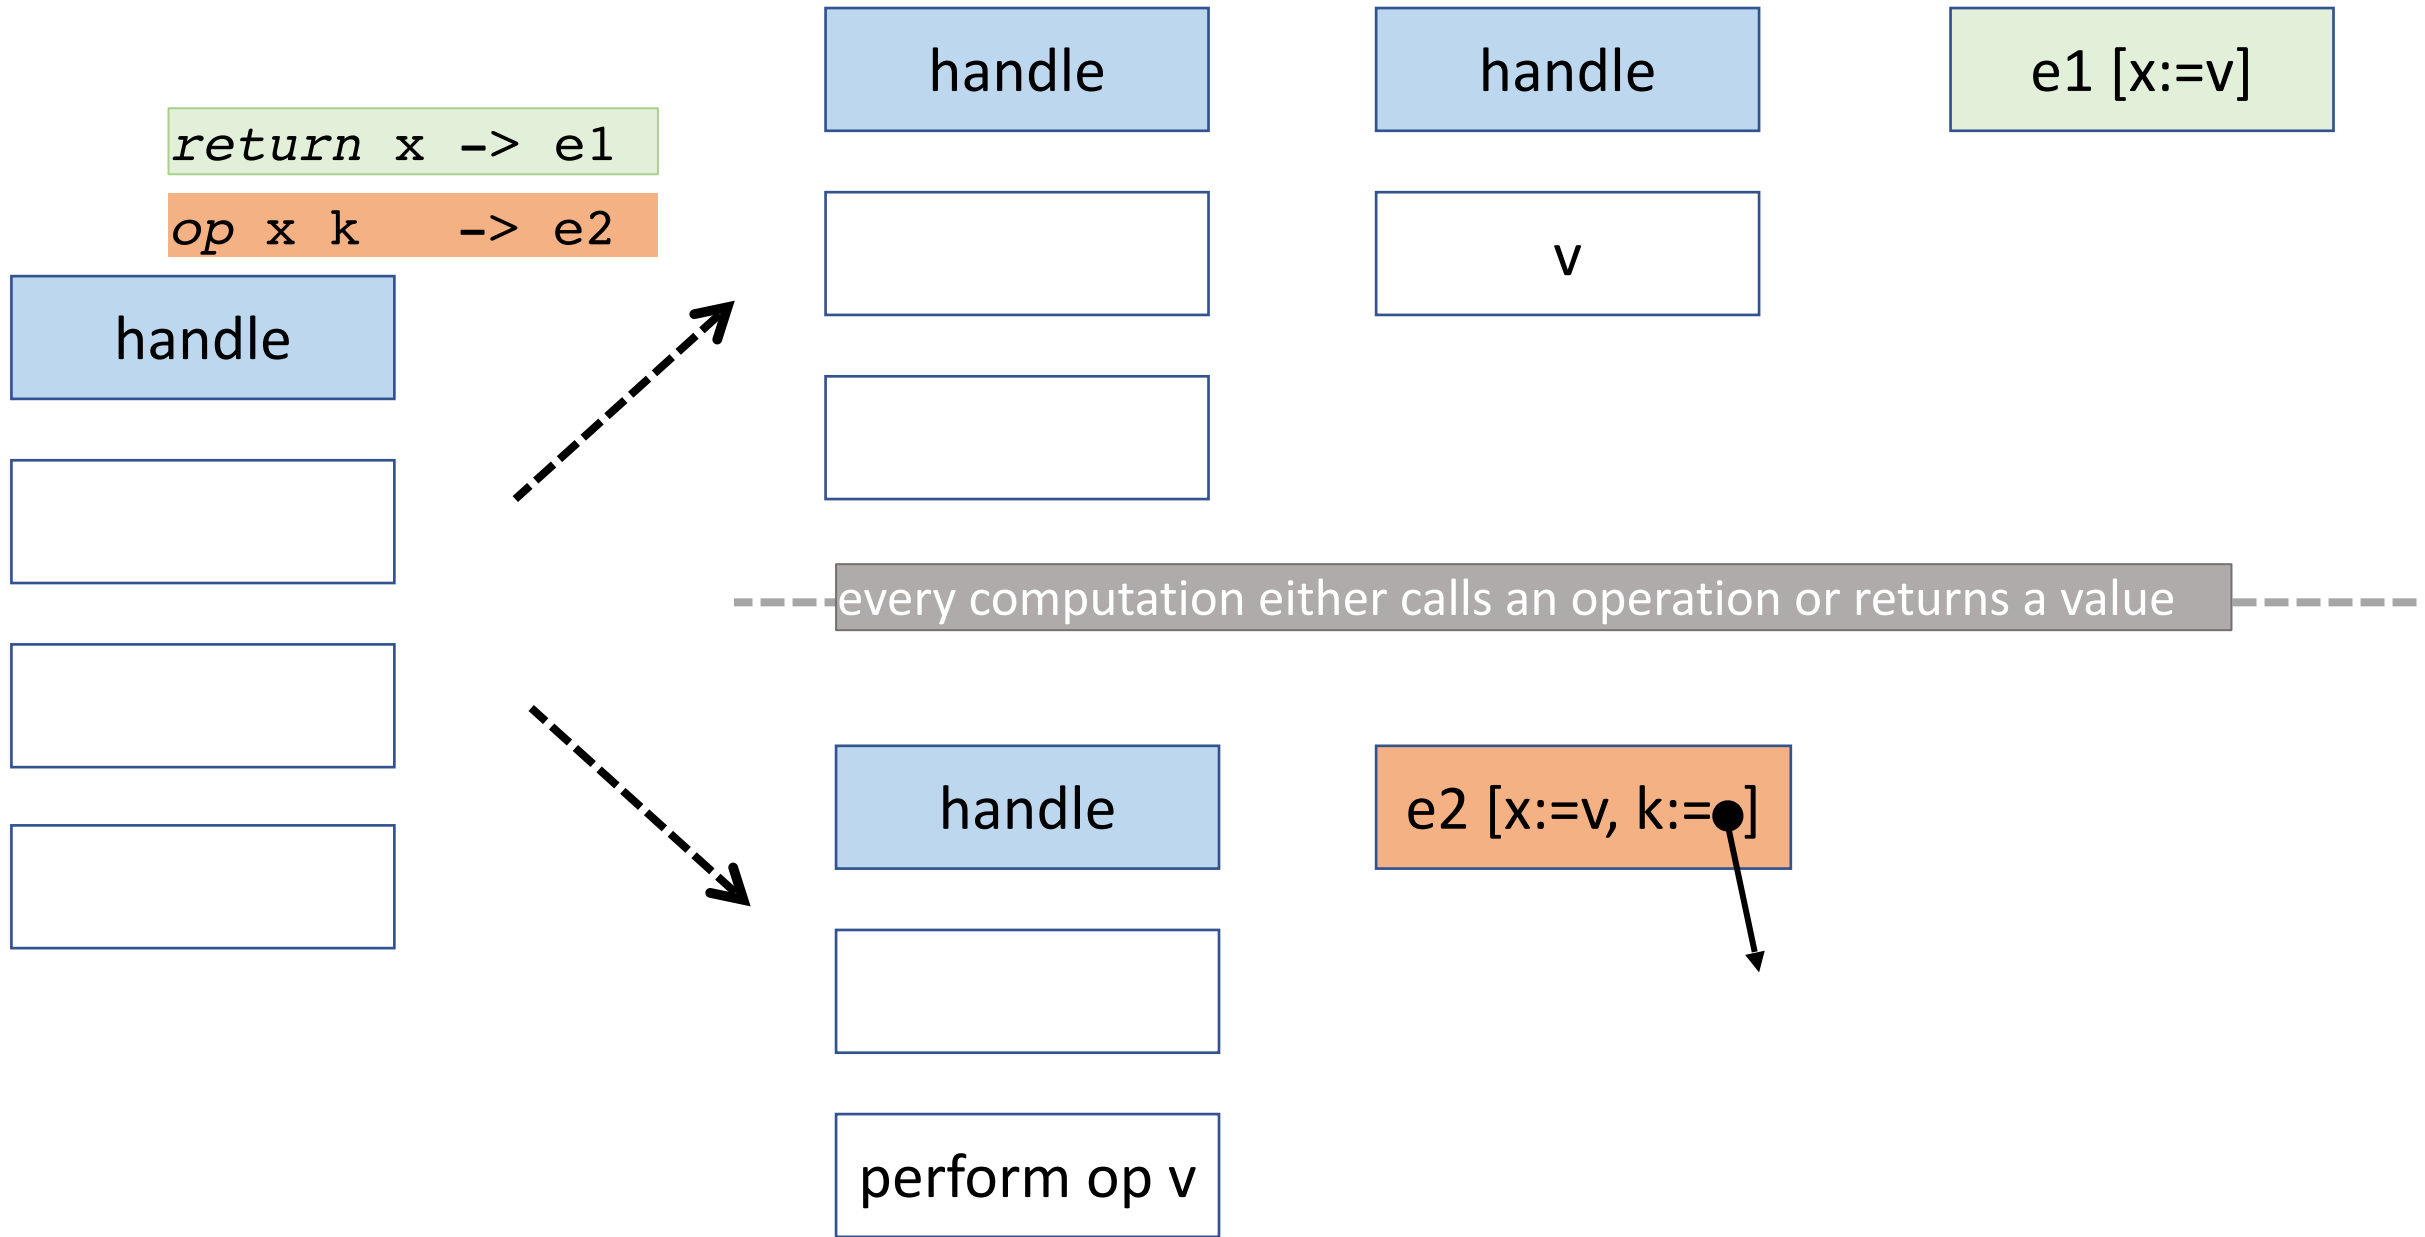 handle
handle
e1 [x:=v]
return x -> e1
op x k -> e2
handle
v
every computation either calls an operation or returns a value
handle
e2 [x:=v, k:= ]
perform op v